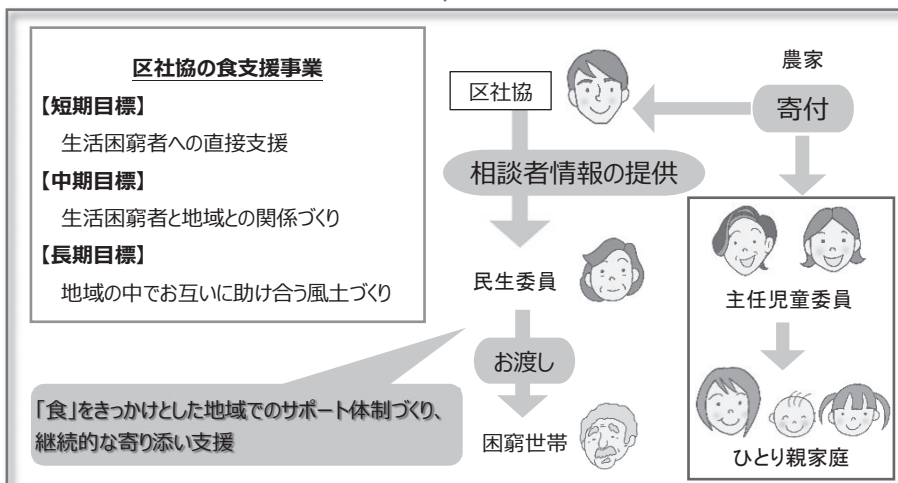 区社協の食支援事業
【短期目標】
生活困窮者への直接支援
【中期目標】
生活困窮者と地域との関係づくり
【長期目標】
地域の中でお互いに助け合う風土づくり
「食」をきっかけとした地域でのサポート体制づくり、
継続的な寄り添い支援
区社協
農家
寄付
相談者情報の提供
民生委員
主任児童委員
お渡し
困窮世帯
ひとり親家庭